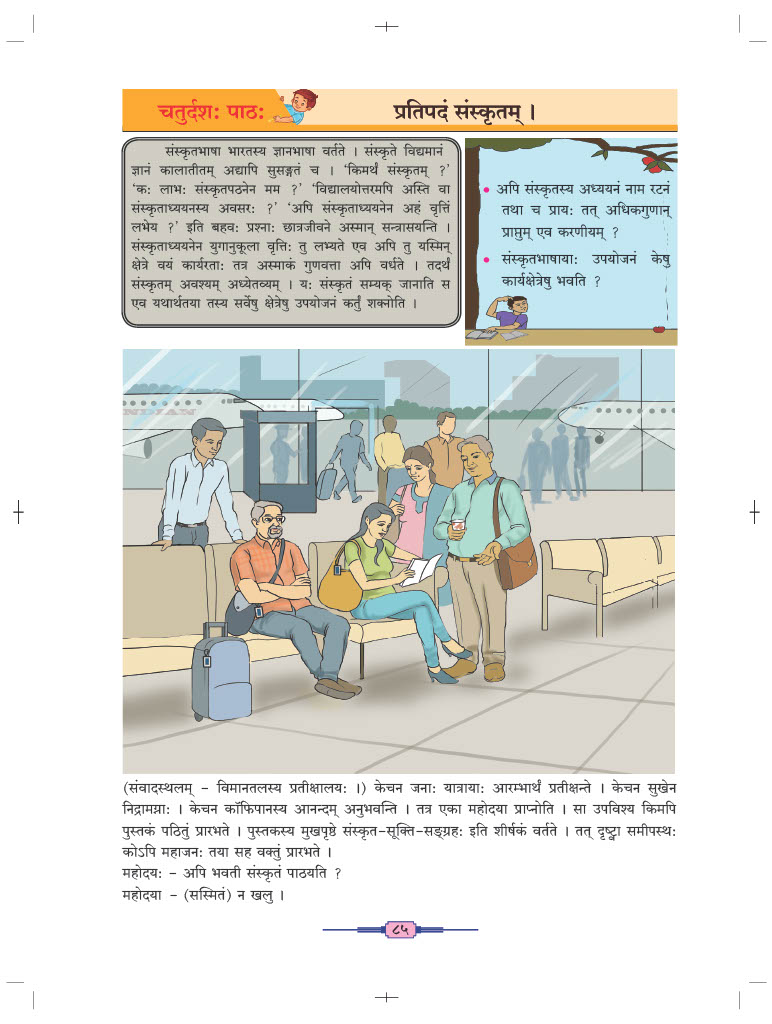 चतुर्दशः पाठः
प्रतिपदं संस्कृतम् ।
संस्कृतभाषा भारतस्य ज्ञानभाषा वर्तते । संस्कृते विद्यमानं
ज्ञानं कालातीतम् अद्यापि सुसङ्गतं च । ‘किमर्थं संस्कृतम् ?’
‘कः लाभः संस्कृतपठनेन मम ?’ ‘विद्यालयोत्तरमपि अस्ति वा
संस्कृताध्ययनस्य अवसरः ?’ ‘अपि संस्कृताध्ययनेन अहं वृत्तिं
लभेय ?’ इति बहवः प्रश्नाः छात्रजीवने अस्मान् सन्त्रासयन्ति ।
संस्कृताध्ययनेन युगानुकूला वृत्तिः तु लभ्यते एव अपि तु यस्मिन्
क्षेत्रे वयं कार्यरताः तत्र अस्माकं गुणवत्ता अपि वर्धते । तदर्थं
संस्कृतम् अवश्यम् अध्येतव्यम् । यः संस्कृतं सम्यक् जानाति स
एव यथार्थतया तस्य सर्वेषु क्षेत्रेषु उपयोजनं कर्तुं शक्नोति ।
• अपि संस्कृतस्य अध्ययनं नाम रटनं
तथा च प्रायः तत् अधिकगुणान्
प्राप्तुम् एव करणीयम् ?
• संस्कृतभाषायाः उपयोजनं केषु
कार्यक्षेत्रेषु भवति ?
INDIAN
(संवादस्थलम् – विमानतलस्य प्रतीक्षालयः ।) केचन जनाः यात्रायाः आरम्भार्थं प्रतीक्षन्ते । केचन सुखेन
निद्रामग्नाः । केचन कॉफिपानस्य आनन्दम् अनुभवन्ति । तत्र एका महोदया प्राप्नोति । सा उपविश्य किमपि
पुस्तकं पठितुं प्रारभते । पुस्तकस्य मुखपृष्ठे संस्कृत-सूक्ति-सङ्ग्रहः इति शीर्षकं वर्तते । तत् दृष्ट्वा समीपस्थः
कोऽपि महाजनः तया सह वक्तुं प्रारभते ।
महोदयः – अपि भवती संस्कृतं पाठयति ?
महोदया – (सस्मितं) न खलु ।
८५